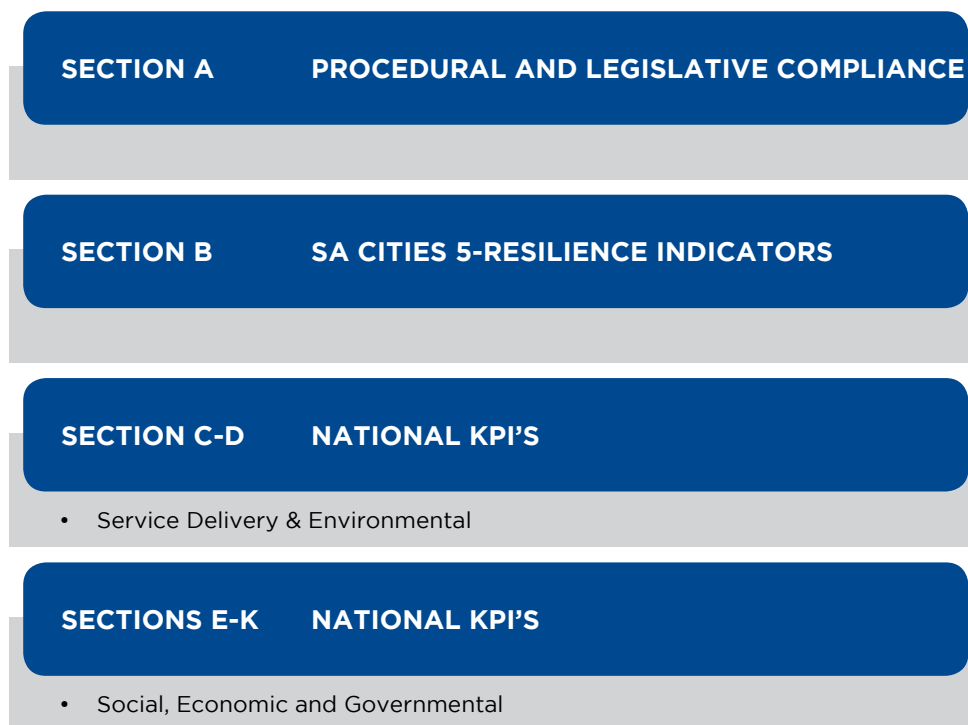 SECTION A PROCEDURAL AND LEGISLATIVE COMPLIANCE
SECTION B SA CITIES 5-RESILIENCE INDICATORS
SECTION C-D NATIONAL KPI’S
• Service Delivery & Environmental
SECTIONS E-K NATIONAL KPI’S
• Social, Economic and Governmental